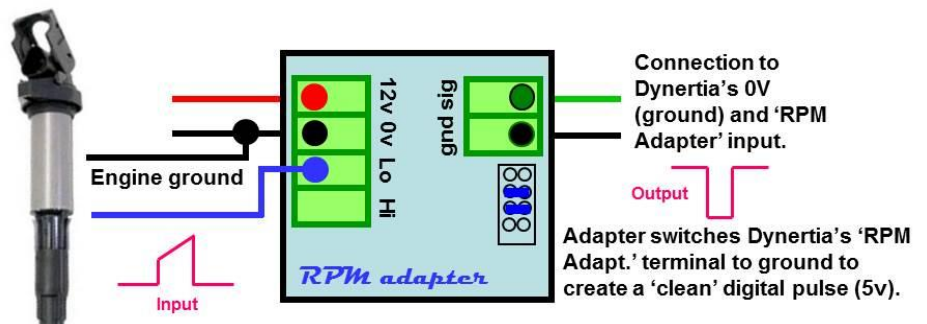 12v 0v Lo Hi
gnd sig
Engine ground
Input
RPM adapter
Connection to
Dynertia's 0V
(ground) and ‘RPM
Adapter’ input.
Output
Adapter switches Dynertia's ‘RPM
Adapt.’ terminal to ground to
create a ‘clean’ digital pulse (5v).